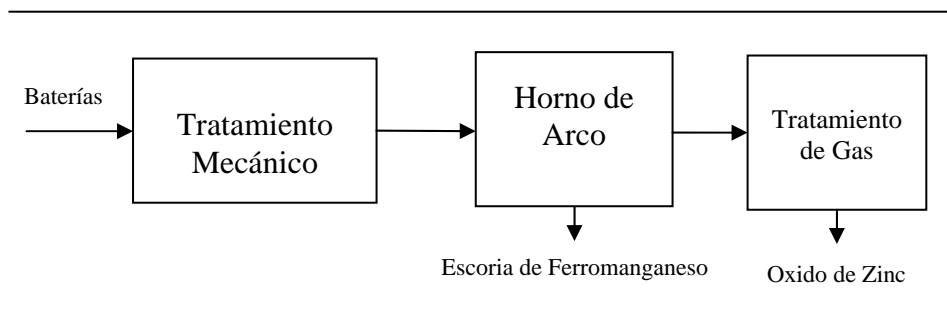 Baterías
Tratamiento
Mecánico
Horno de
Arco
Tratamiento
de Gas
Escoria de Ferromanganeso
Oxido de Zinc